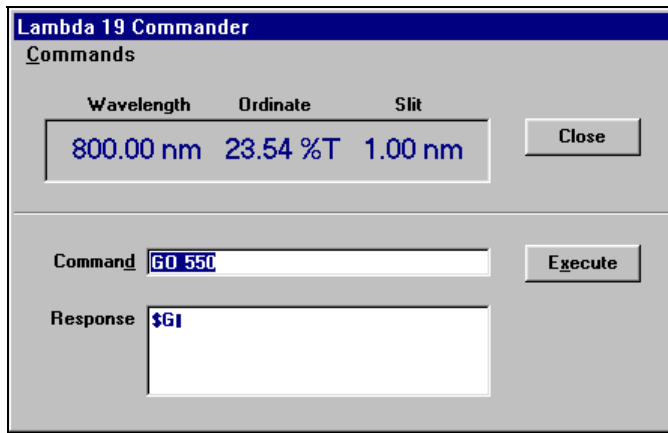 Lambda 19 Commander
Commands
Wavelength Ordinate Slit
800.00 nm 23.54 %T 1.00 nm
Close
Command GO 550
Execute
Response $GI